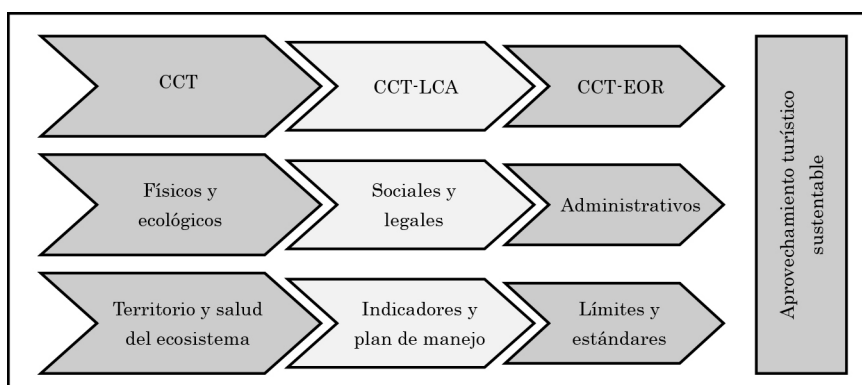 CCT
CCT-LCA
CCT-EOR
Físicos y
ecológicos
Sociales y
legales
Administrativos
Territorio y salud
del ecosistema
Indicadores y
plan de manejo
Límites y
estándares
Aprovechamiento turístico
sustentable